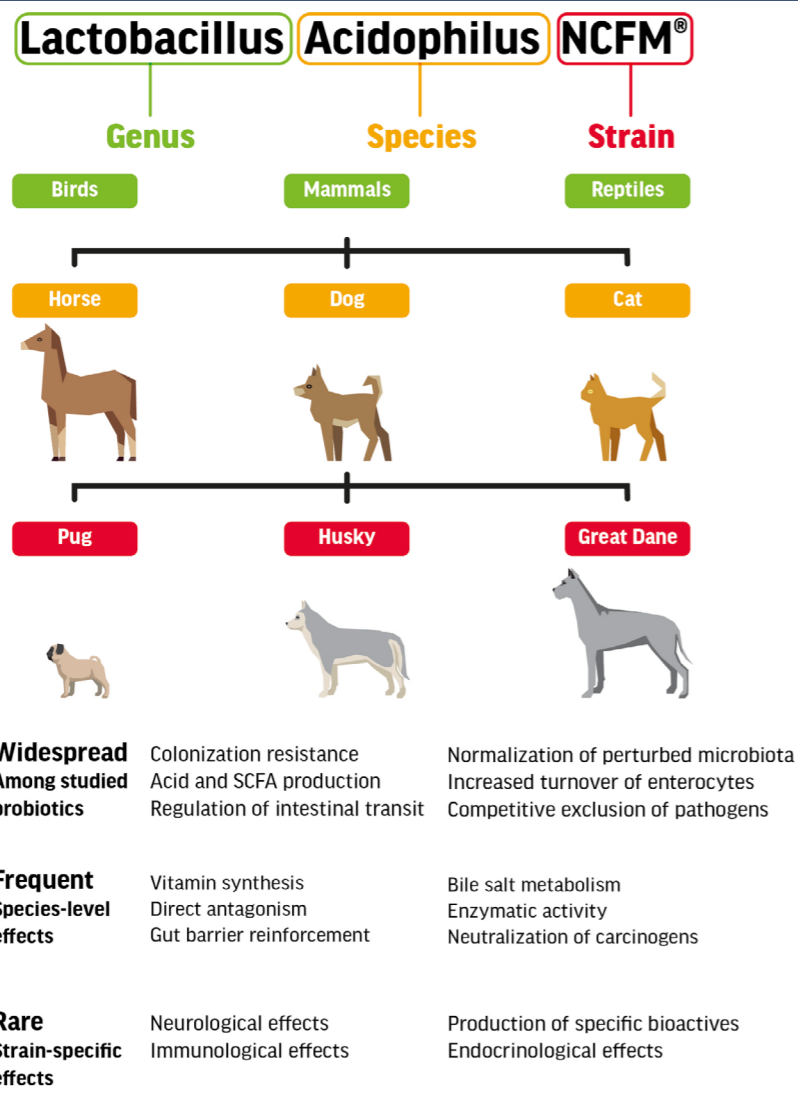 Lactobacillus Acidophilus NCFM®
Genus Species Strain
Birds Mammals Reptiles
Horse Dog Cat
Pug Husky Great Dane
Widespread
Among studied
probiotics
Colonization resistance
Acid and SCFA production
Regulation of intestinal transit
Normalization of perturbed microbiota
Increased turnover of enterocytes
Competitive exclusion of pathogens
Frequent
Species-level
effects
Vitamin synthesis
Direct antagonism
Gut barrier reinforcement
Bile salt metabolism
Enzymatic activity
Neutralization of carcinogens
Rare
Strain-specific
effects
Neurological effects
Immunological effects
Production of specific bioactives
Endocrinological effects